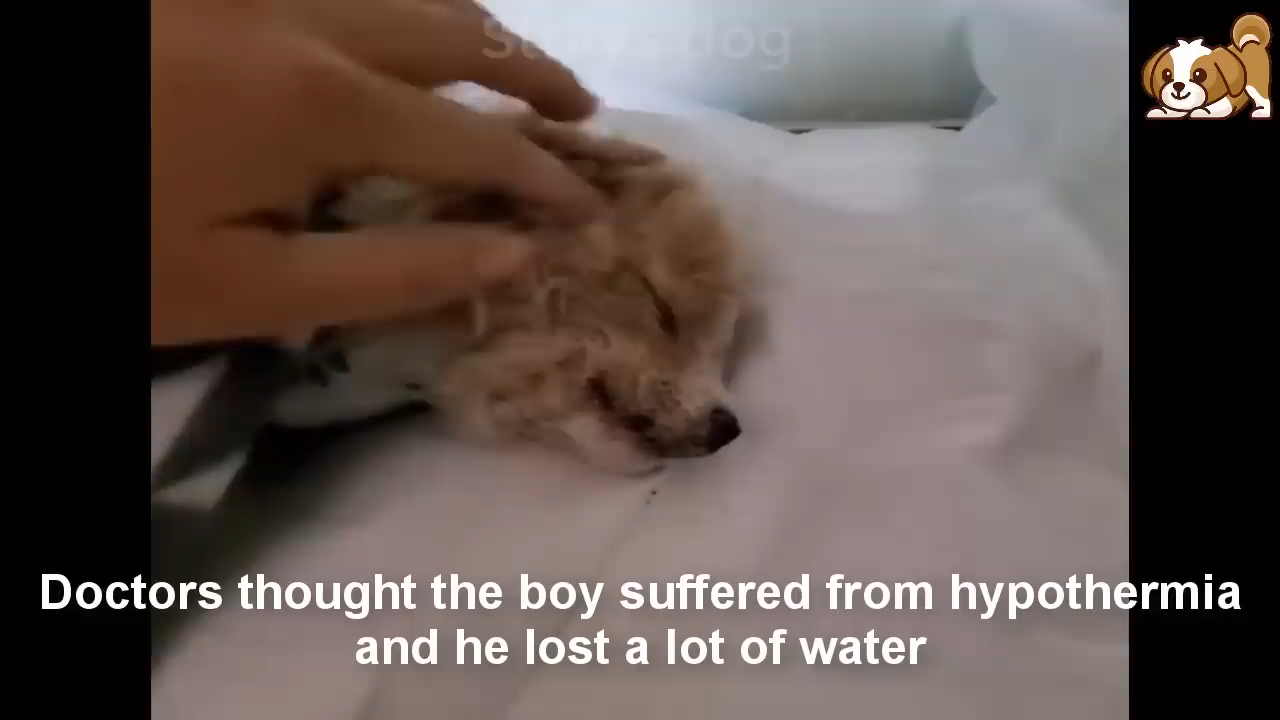 Doctors thought the boy suffered from hypothermia
and he lost a lot of water